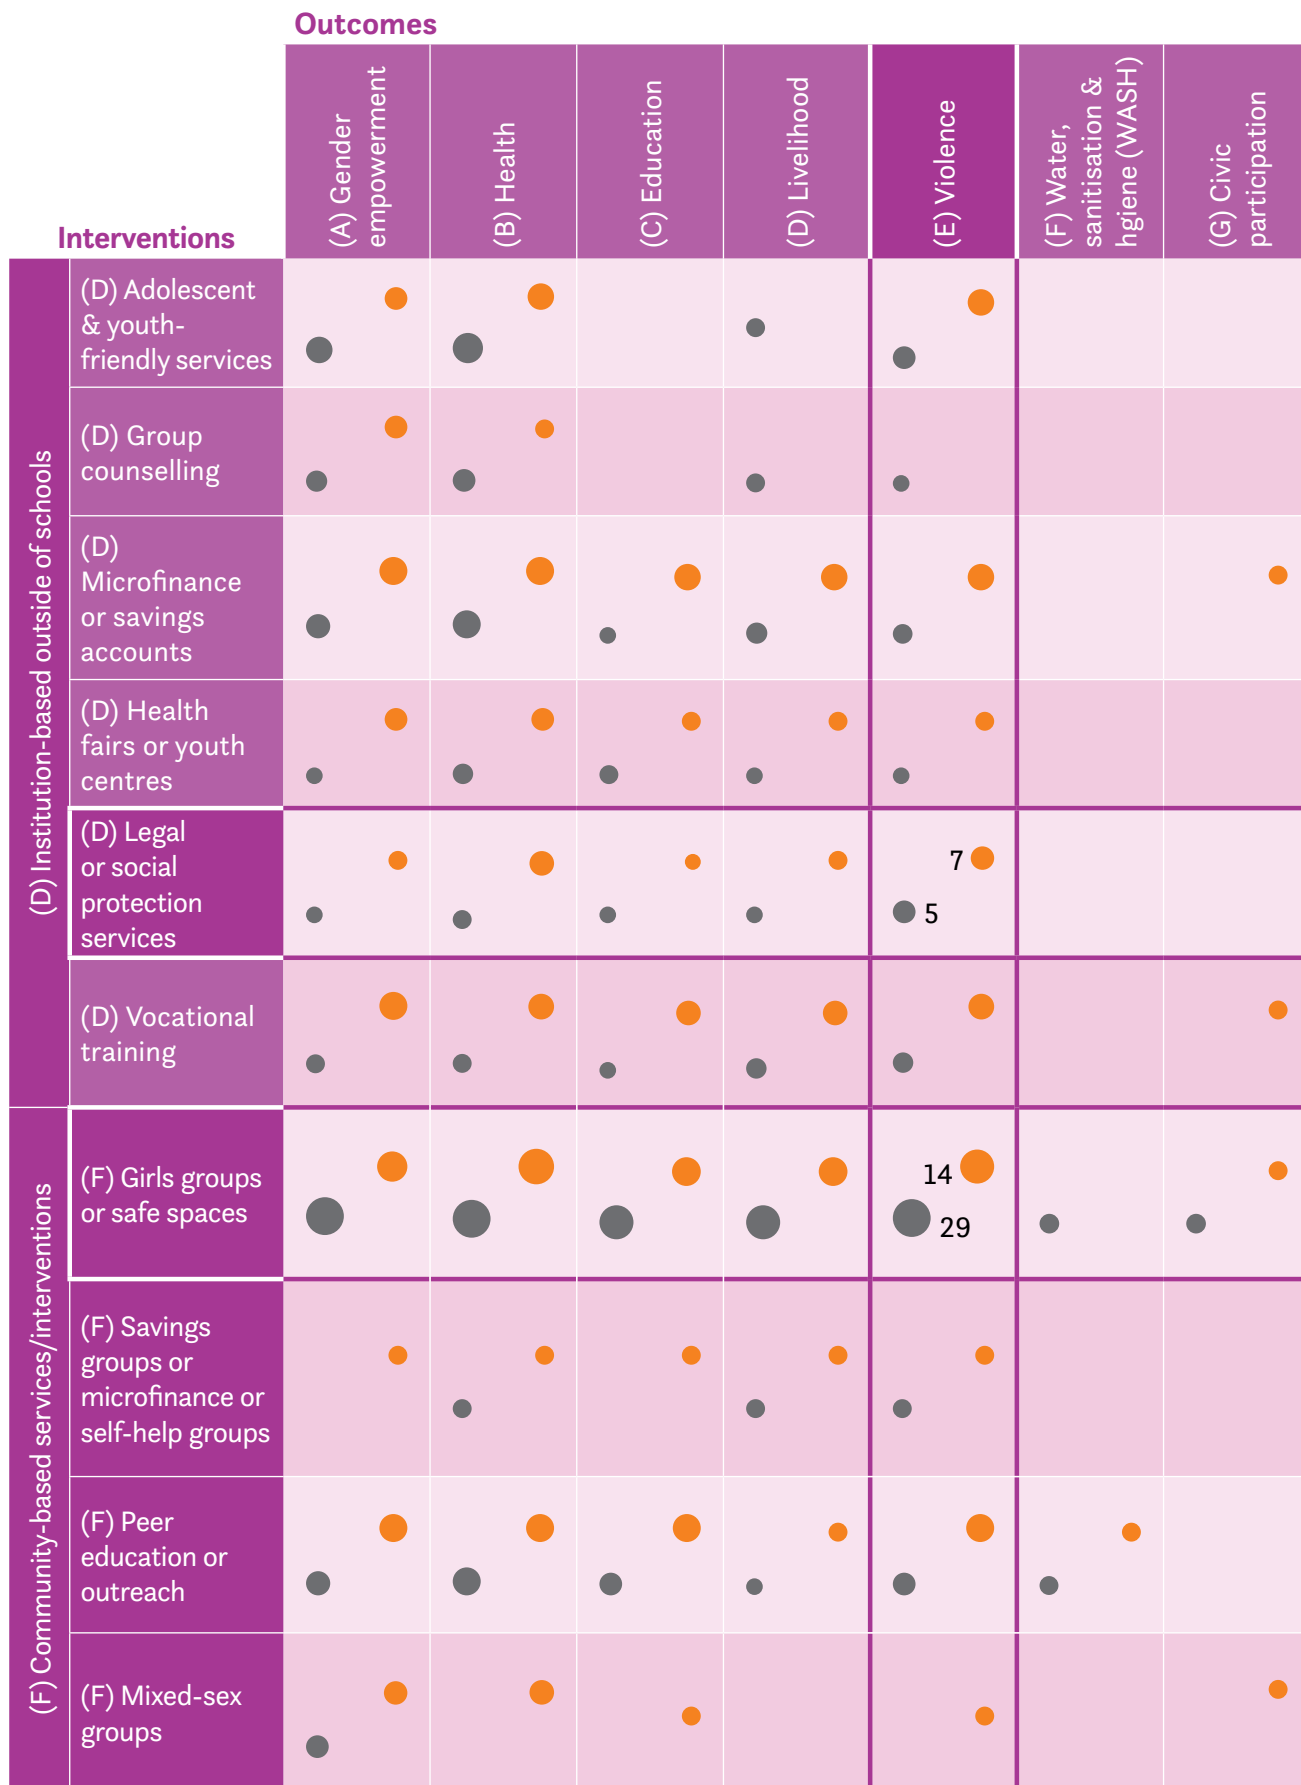 Outcomes
Interventions
(A) Gender
empowerment
(B) Health
(C) Education
(D) Livelihood
(E) Violence
(F) Water,
sanitisation &
hgiene (WASH)
(G) Civic
participation
(D) Institution-based outside of schools
(D) Adolescent
& youth-
friendly services
(D) Group
counselling
(D)
Microfinance
or savings
accounts
(D) Health
fairs or youth
centres
(D) Legal
or social
protection
services
7
5
(D) Vocational
training
(F) Community-based services/interventions
(F) Girls groups
or safe spaces
14
29
(F) Savings
groups or
microfinance or
self-help groups
(F) Peer
education or
outreach
(F) Mixed-sex
groups